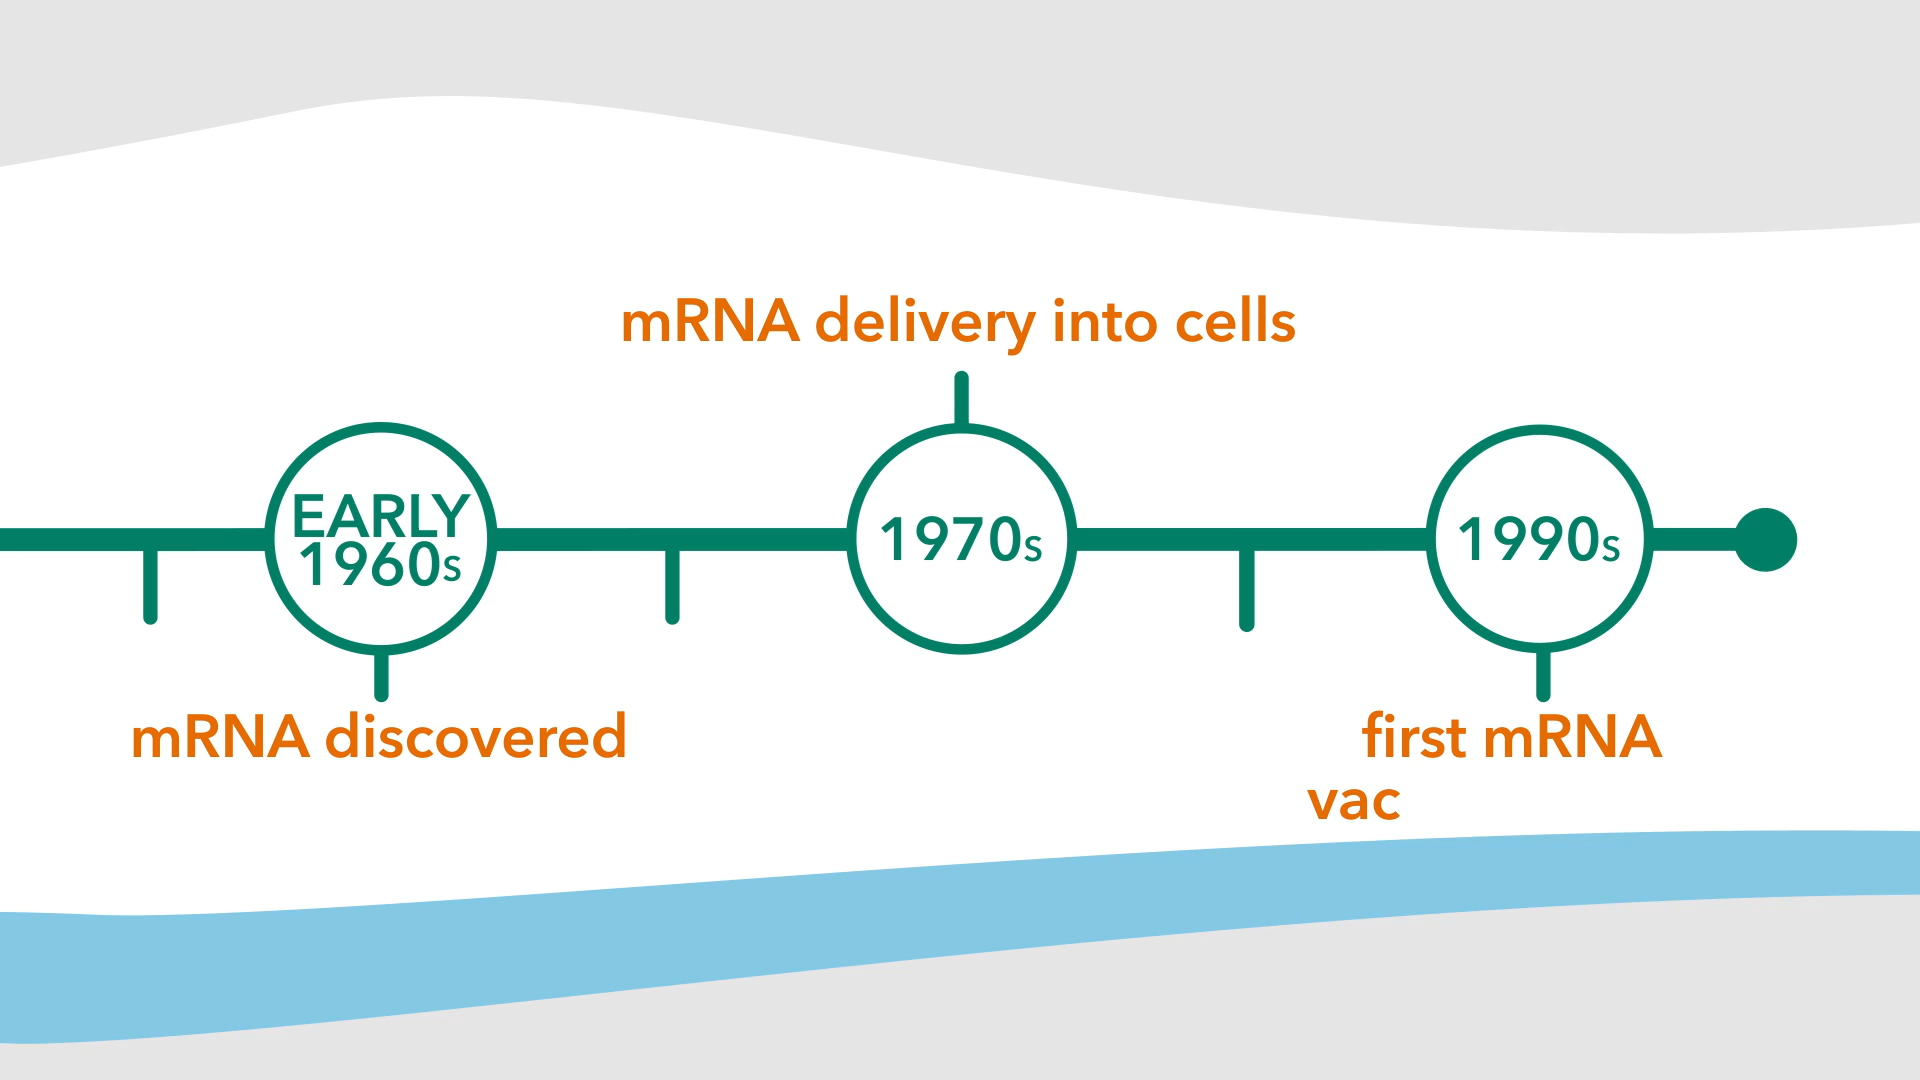 mRNA delivery into cells
EARLY
1960s
1970s
1990s
mRNA discovered
first mRNA
vac